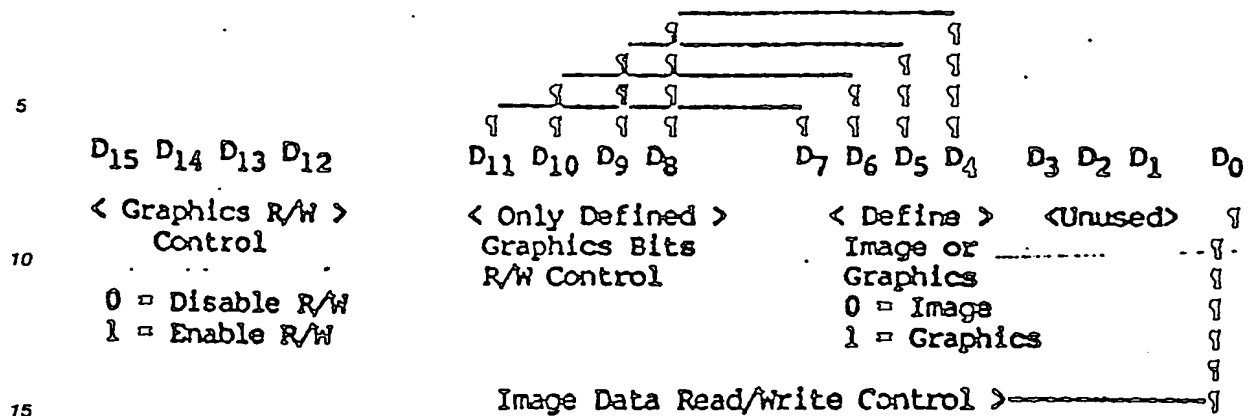 5
D15 D14 D13 D12 D11 D10 D9 D8 D7 D6 D5 D4 D3 D2 D1 D0
< Graphics R/W > < Only Defined > < Define > <Unused>
Control Graphics Bits Image or
10
R/W Control Graphics
0 = Disable R/W 0 = Image
1 = Enable R/W 1 = Graphics
15 Image Data Read/Write Control >